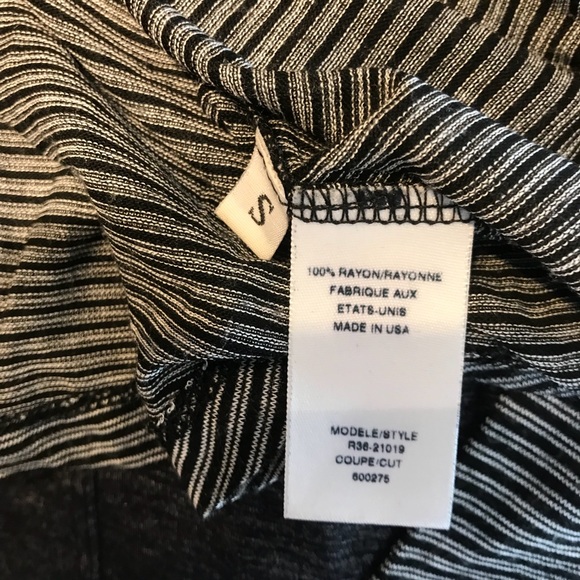 S
100% RAYON/RAYONNE
FABRIQUE AUX
ETATS-UNIS
MADE IN USA
MODELE/STYLE
R36-21019
COUPE/CUT
600275